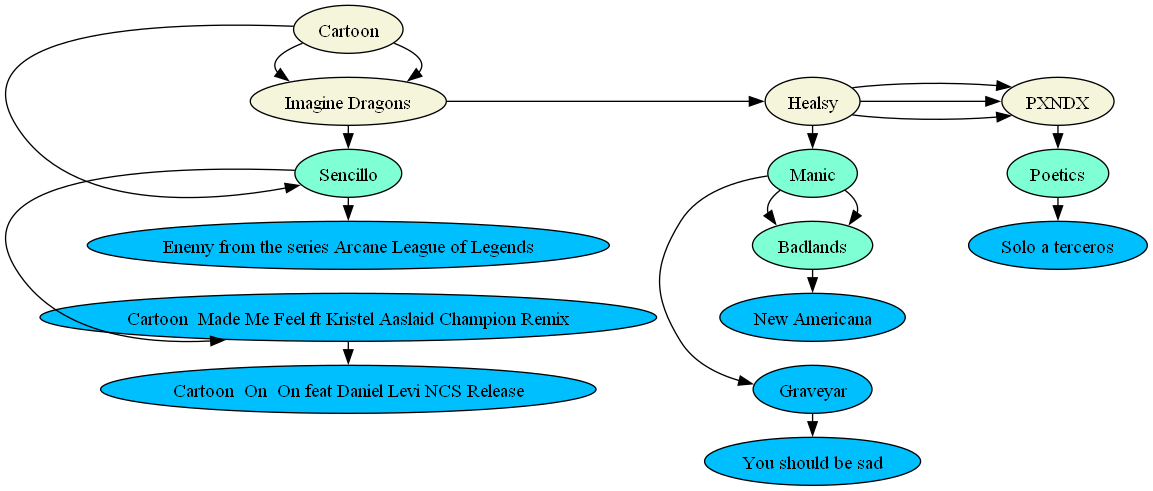 Cartoon
Imagine Dragons
Healsy
PXNDX
Sencillo
Manic
Poetics
Enemy from the series Arcane League of Legends
Badlands
Solo a terceros
Cartoon  Made Me Feel ft Kristel Aaslaid Champion Remix
New Americana
Cartoon  On  On feat Daniel Levi NCS Release
Graveyar
You should be sad